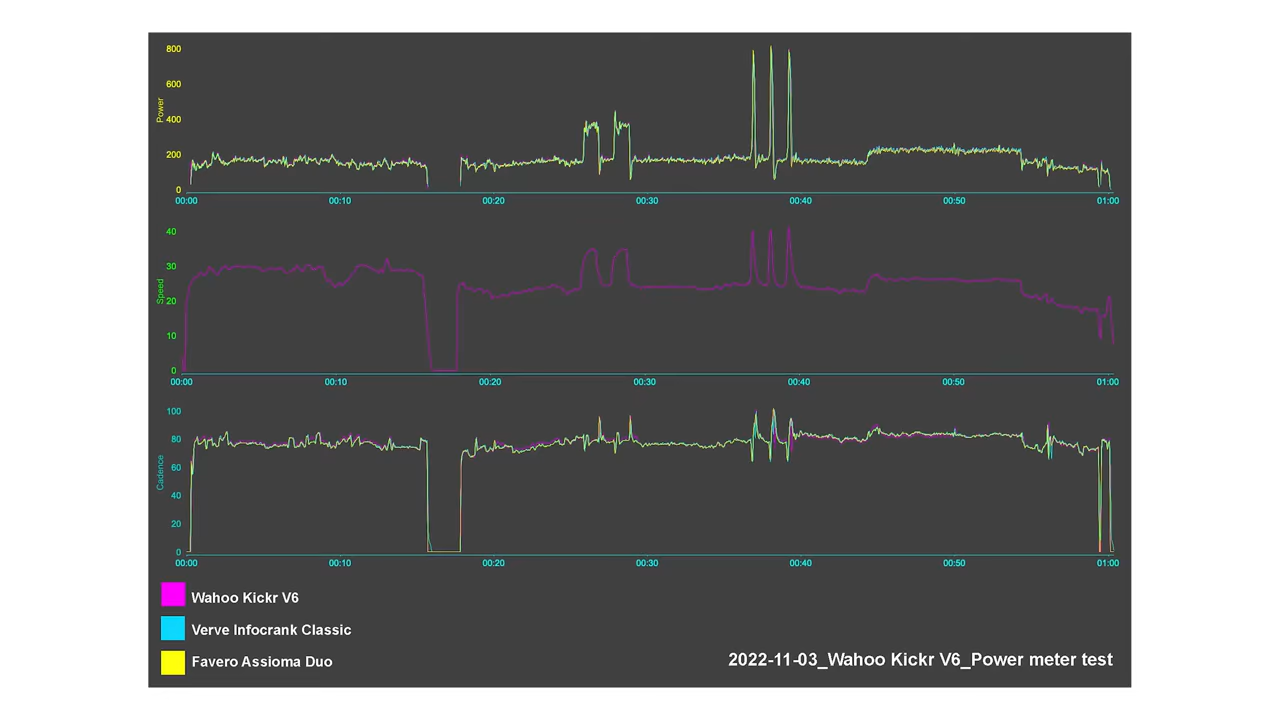 800
600
400
200
0
Power
00:00 00:10 00:20 00:30 00:40 00:50 01:00
40
30
20
10
0
Speed
00:00 00:10 00:20 00:30 00:40 00:50 01:00
100
80
60
40
20
0
Cadence
00:00 00:10 00:20 00:30 00:40 00:50 01:00
Wahoo Kickr V6
Verve Infocrank Classic
Favero Assioma Duo
2022-11-03_Wahoo Kickr V6_Power meter test